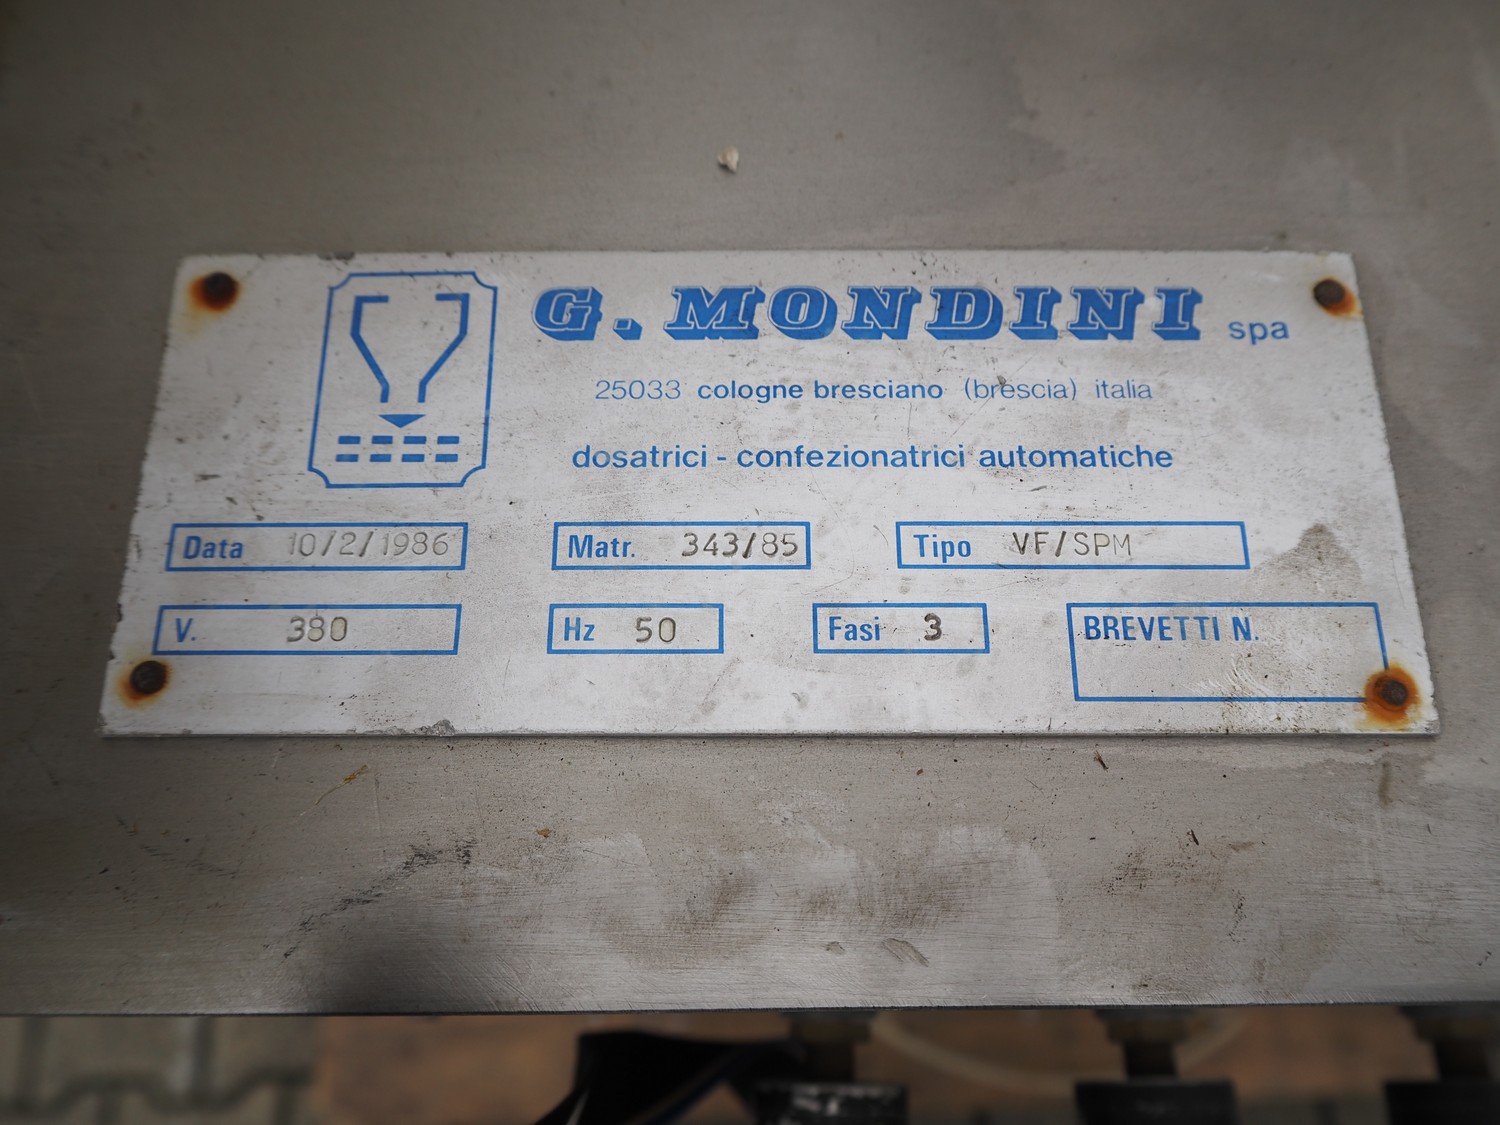 G. MONDINI spa
25033 cologne bresciano (brescia) italia
dosatrici - confezionatrici automatiche
Data 10/2/1986 Matr. 343/85 Tipo VF/SPM
V. 380 Hz 50 Fasi 3 BREVETTI N.